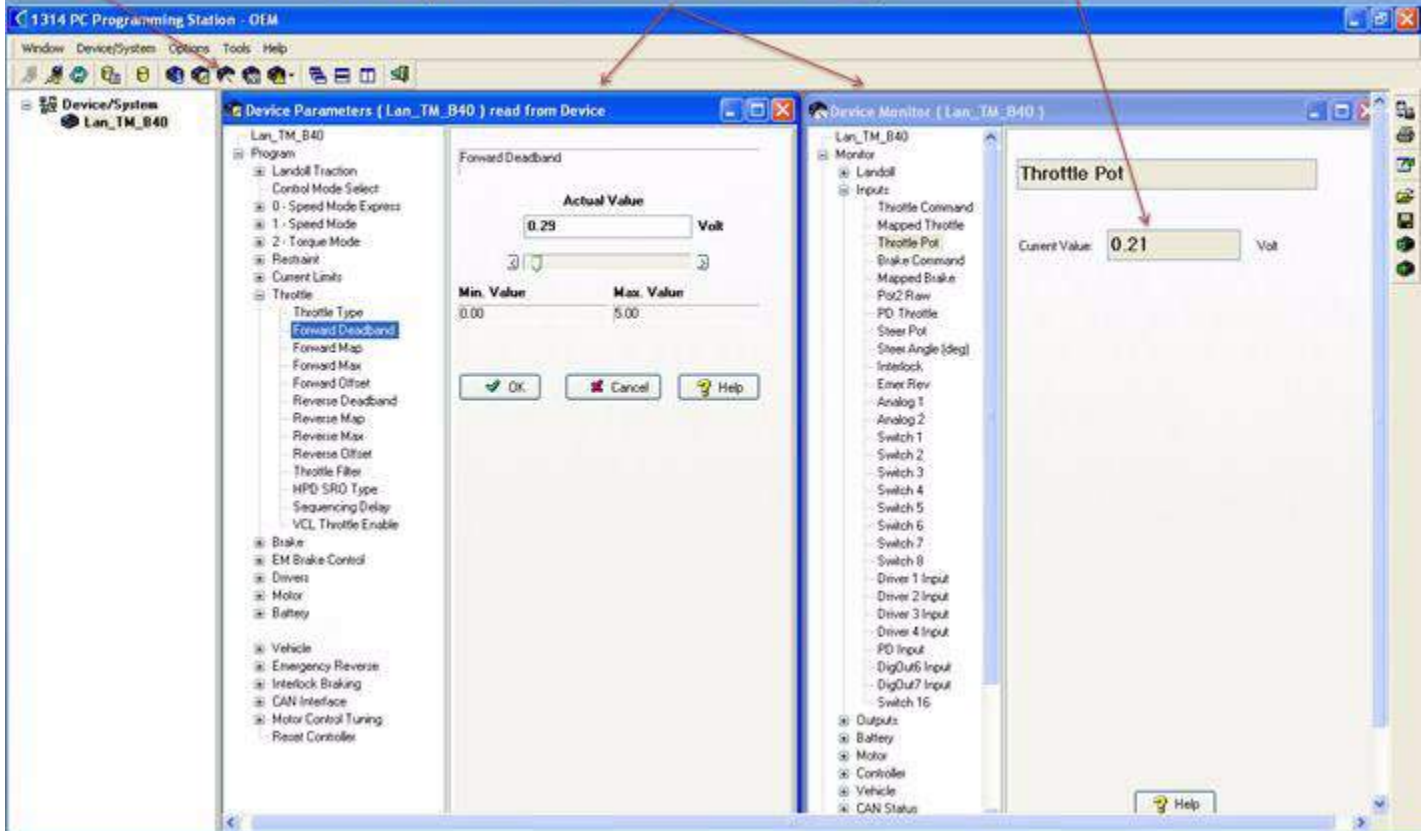 1314 PC Programming Station - OEM
Window Device/System Options Tools Help
Device/System
Lan_TM_B40
Device Parameters ( Lan_TM_B40 ) read from Device
Lan_TM_B40
Program
Landoll Traction
Control Mode Select
0 - Speed Mode Express
1 - Speed Mode
2 - Torque Mode
Restraint
Current Limits
Throttle
Throttle Type
Forward Deadband
Forward Map
Forward Max
Forward Offset
Reverse Deadband
Reverse Map
Reverse Max
Reverse Offset
Throttle Filter
HPD SRO Type
Sequencing Delay
VCL Throttle Enable
Brake
EM Brake Control
Drivers
Motor
Battery
Vehicle
Emergency Reverse
Interlock Braking
CAN Interface
Motor Control Tuning
Reset Controller
Forward Deadband
Actual Value
0.29 Volt
Min. Value Max. Value
0.00 5.00
OK Cancel Help
Device Monitor ( Lan_TM_B40 )
Lan_TM_B40
Monitor
Landoll
Inputs
Throttle Command
Mapped Throttle
Throttle Pot
Brake Command
Mapped Brake
Pot2 Raw
PD Throttle
Steer Pot
Steer Angle (deg)
Interlock
Emer Rev
Analog 1
Analog 2
Switch 1
Switch 2
Switch 3
Switch 4
Switch 5
Switch 6
Switch 7
Switch 8
Driver 1 Input
Driver 2 Input
Driver 3 Input
Driver 4 Input
PD Input
DigOut6 Input
DigOut7 Input
Switch 16
Outputs
Battery
Motor
Controller
Vehicle
CAN Status
Throttle Pot
Current Value: 0.21 Volt
Help